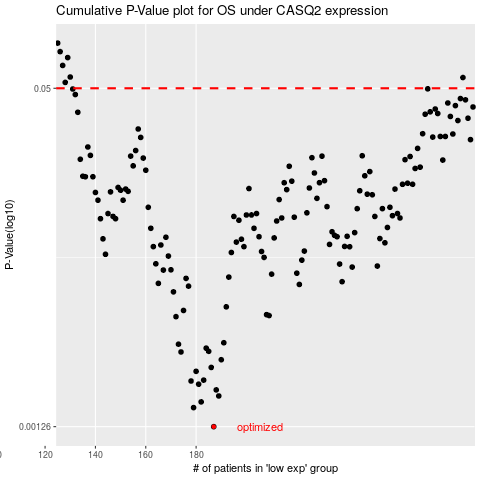 Cumulative P-Value plot for OS under CASQ2 expression
P-Value(log10)
0.05
0.00126
optimized
0
120
140
160
180
# of patients in 'low exp' group